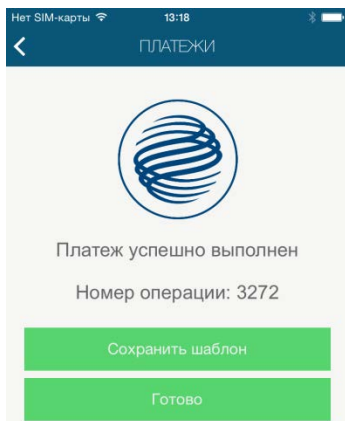 Нет SIM-карты 13:18
ПЛАТЕЖИ
Платеж успешно выполнен
Номер операции: 3272
Сохранить шаблон
Готово